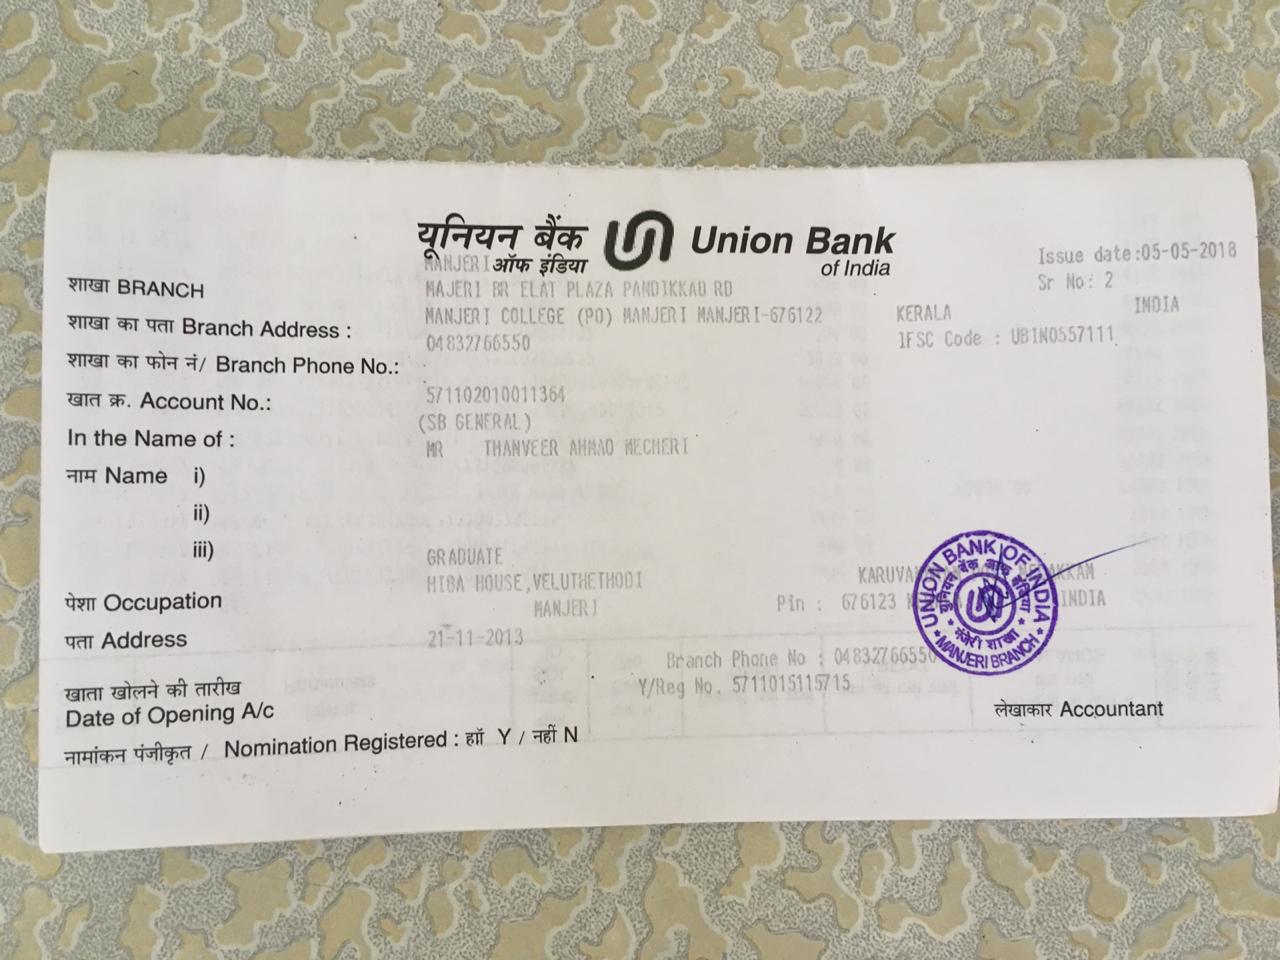 यूनियन बैंक Union Bank
ऑफ इंडिया of India
Issue date :05-05-2018
Sr No: 2
शाखा BRANCH MANJERI
MAJERI BR ELAT PLAZA PANDIKKAD RD
शाखा का पता Branch Address : MANJERI COLLEGE (PO) MANJERI MANJERI-676122 KERALA INDIA
04832766550 IFSC Code : UBIN0557111
शाखा का फोन नं/ Branch Phone No.:
खात क्र. Account No.: 571102010011364
(SB GENERAL)
In the Name of : MR THANVEER AHMAD MECHERI
नाम Name i)
ii)
iii)
GRADUATE
HIBA HOUSE,VELUTHETHODI
MANJERI Pin : 676123 INDIA
पेशा Occupation
पता Address 21-11-2013
Branch Phone No : 04832766550
खाता खोलने की तारीख Y/Reg No. 5711015115715
Date of Opening A/c
लेखाकार Accountant
नामांकन पंजीकृत / Nomination Registered : हाॅ Y / नहीं N
UNION BANK OF INDIA
यूनियन बैंक ऑफ इंडिया
मंजेरी शाखा
* MANJERI BRANCH *